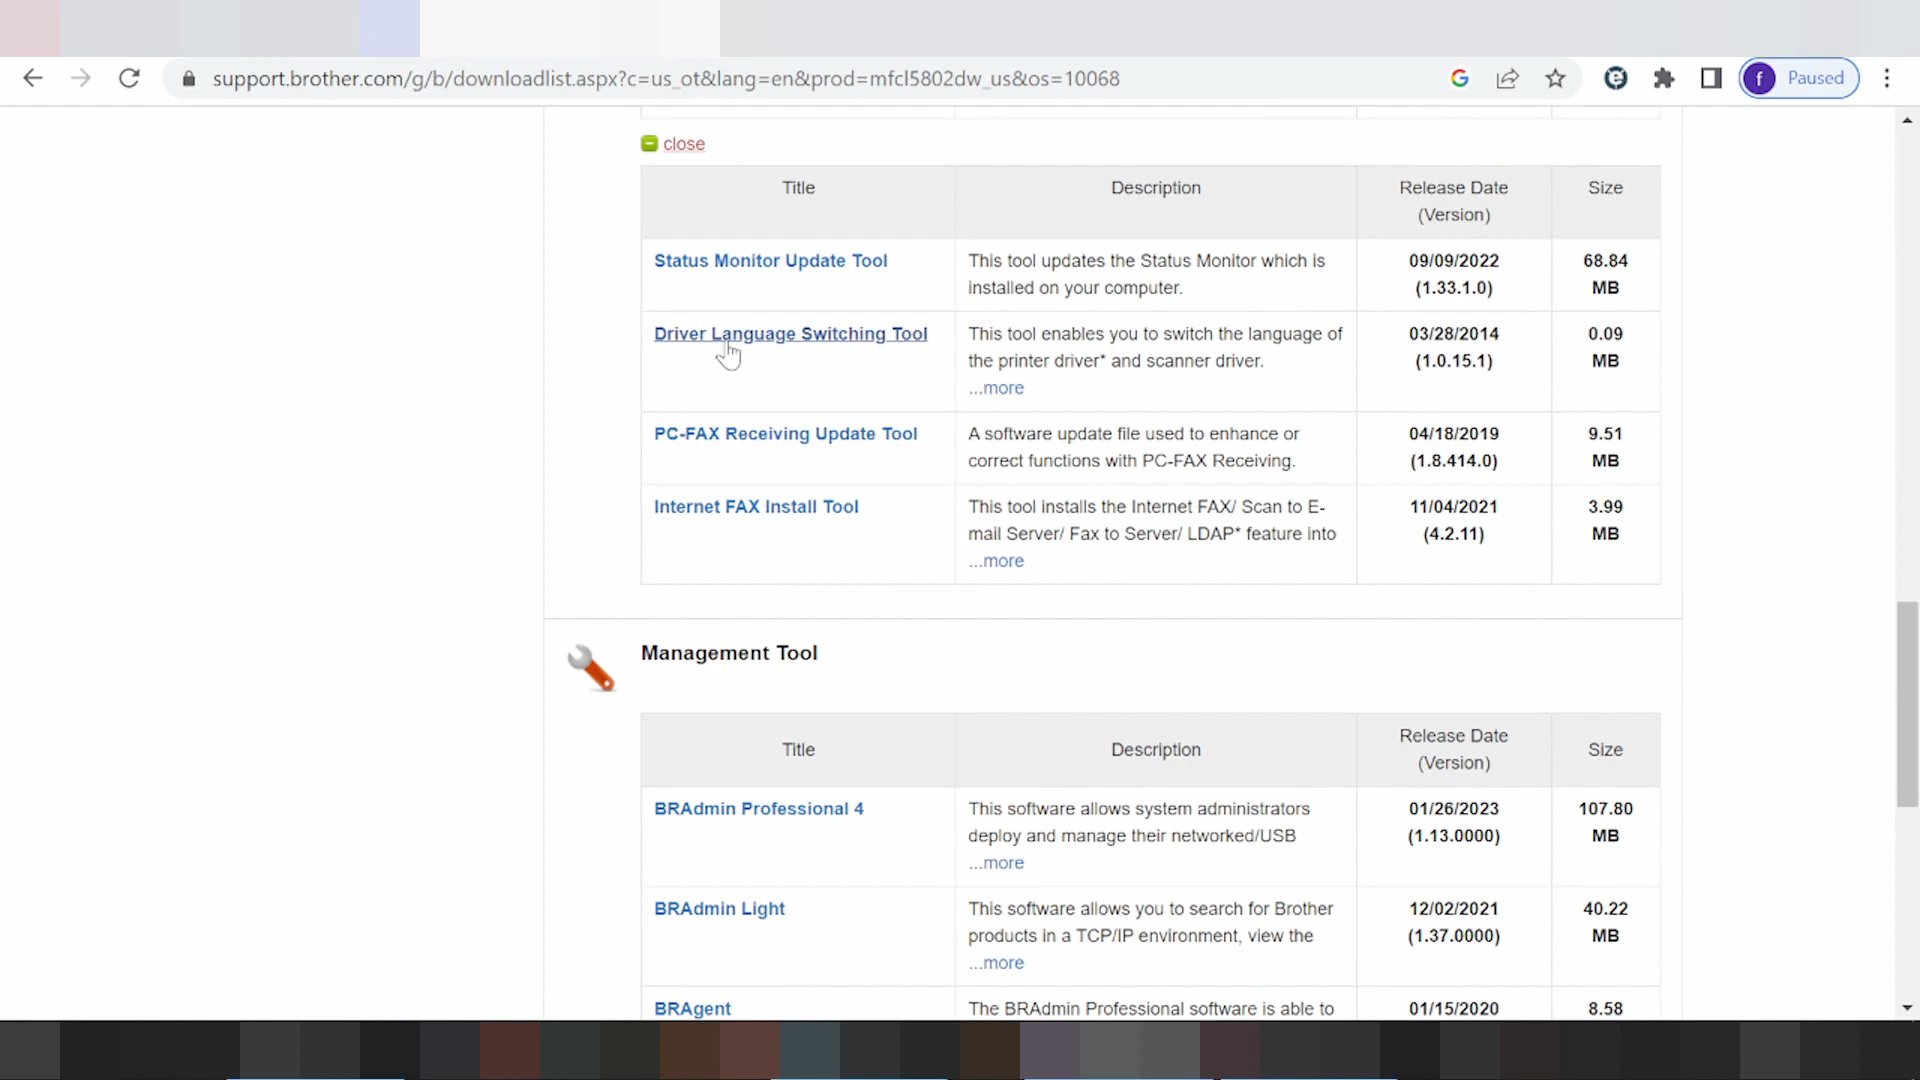 support.brother.com/g/b/downloadlist.aspx?c=us_ot&lang=en&prod=mfcl5802dw_us&os=10068
f Paused
close
Title Description Release Date (Version) Size
Status Monitor Update Tool
This tool updates the Status Monitor which is
installed on your computer.
09/09/2022
(1.33.1.0)
68.84
MB
Driver Language Switching Tool
This tool enables you to switch the language of
the printer driver* and scanner driver.
...more
03/28/2014
(1.0.15.1)
0.09
MB
PC-FAX Receiving Update Tool
A software update file used to enhance or
correct functions with PC-FAX Receiving.
04/18/2019
(1.8.414.0)
9.51
MB
Internet FAX Install Tool
This tool installs the Internet FAX/ Scan to E-
mail Server/ Fax to Server/ LDAP* feature into
...more
11/04/2021
(4.2.11)
3.99
MB
Management Tool
Title Description Release Date (Version) Size
BRAdmin Professional 4
This software allows system administrators
deploy and manage their networked/USB
...more
01/26/2023
(1.13.0000)
107.80
MB
BRAdmin Light
This software allows you to search for Brother
products in a TCP/IP environment, view the
...more
12/02/2021
(1.37.0000)
40.22
MB
BRAgent
The BRAdmin Professional software is able to
01/15/2020
8.58